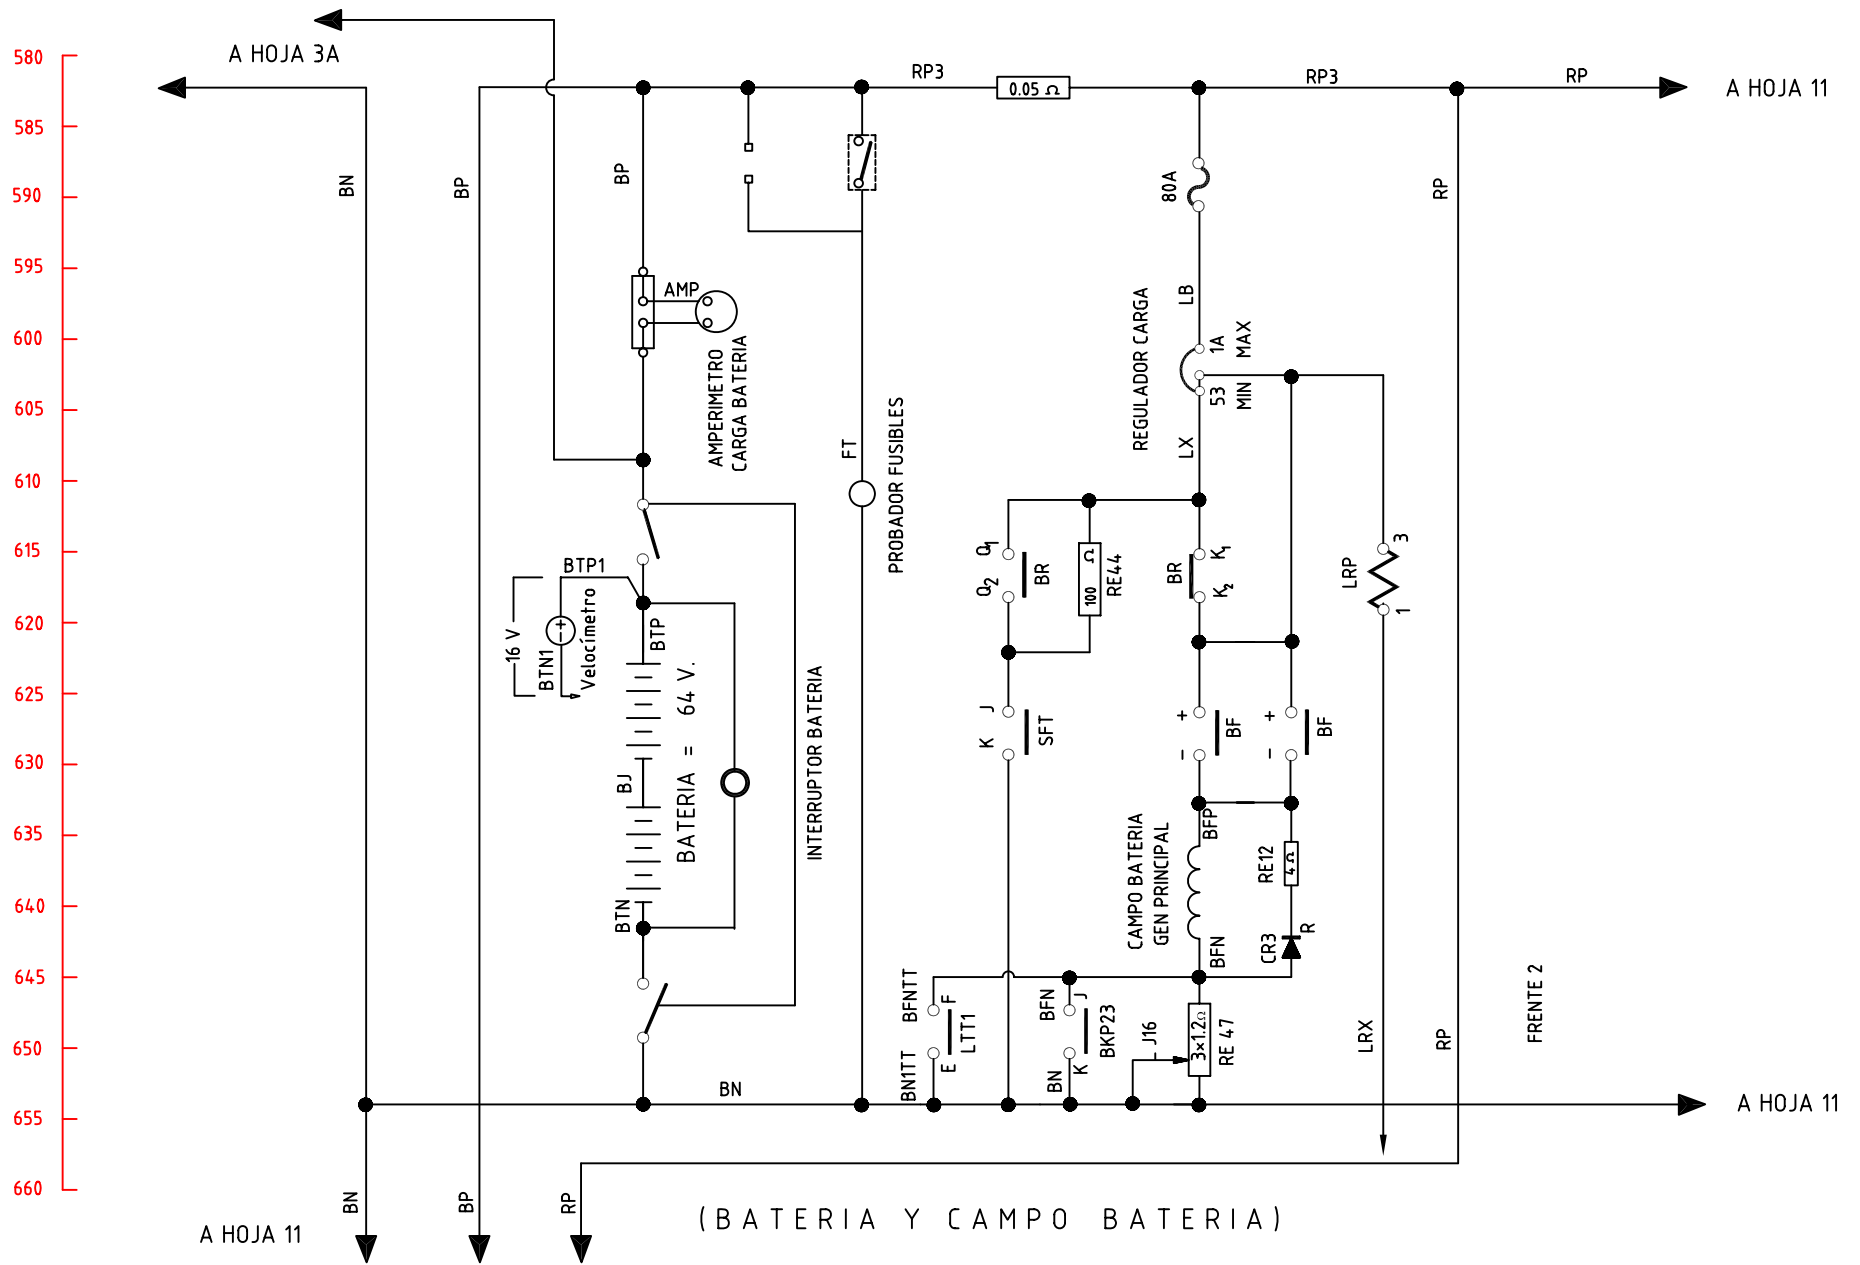 580
585
590
595
600
605
610
615
620
625
630
635
640
645
650
655
660
A HOJA 3A
BN
BP
BP
RP3
0.05 Ω
RP3
RP
A HOJA 11
80A
RP
AMP
AMPERIMETRO
CARGA BATERIA
FT
PROBADOR FUSIBLES
LB
REGULADOR CARGA
1A
MAX
53
MIN
LX
BTP1
16 V
BTN1
Velocímetro
BTP
BATERIA = 64 V.
BJ
BTN
INTERRUPTOR BATERIA
Q1
Q2
BR
100 Ω
RE44
BR
K1
K2
LRP
3
1
J
K
SFT
+
-
BF
+
-
BF
BFP
CAMPO BATERIA
GEN PRINCIPAL
BFN
RE12
4 Ω
CR3
R
BFNTT
F
LTT1
E
BN1TT
BFN
J
BKP23
K
BN
J16
3×1.2Ω
RE 47
LRX
RP
FRENTE 2
BN
A HOJA 11
BN
BP
RP
A HOJA 11
(BATERIA Y CAMPO BATERIA)